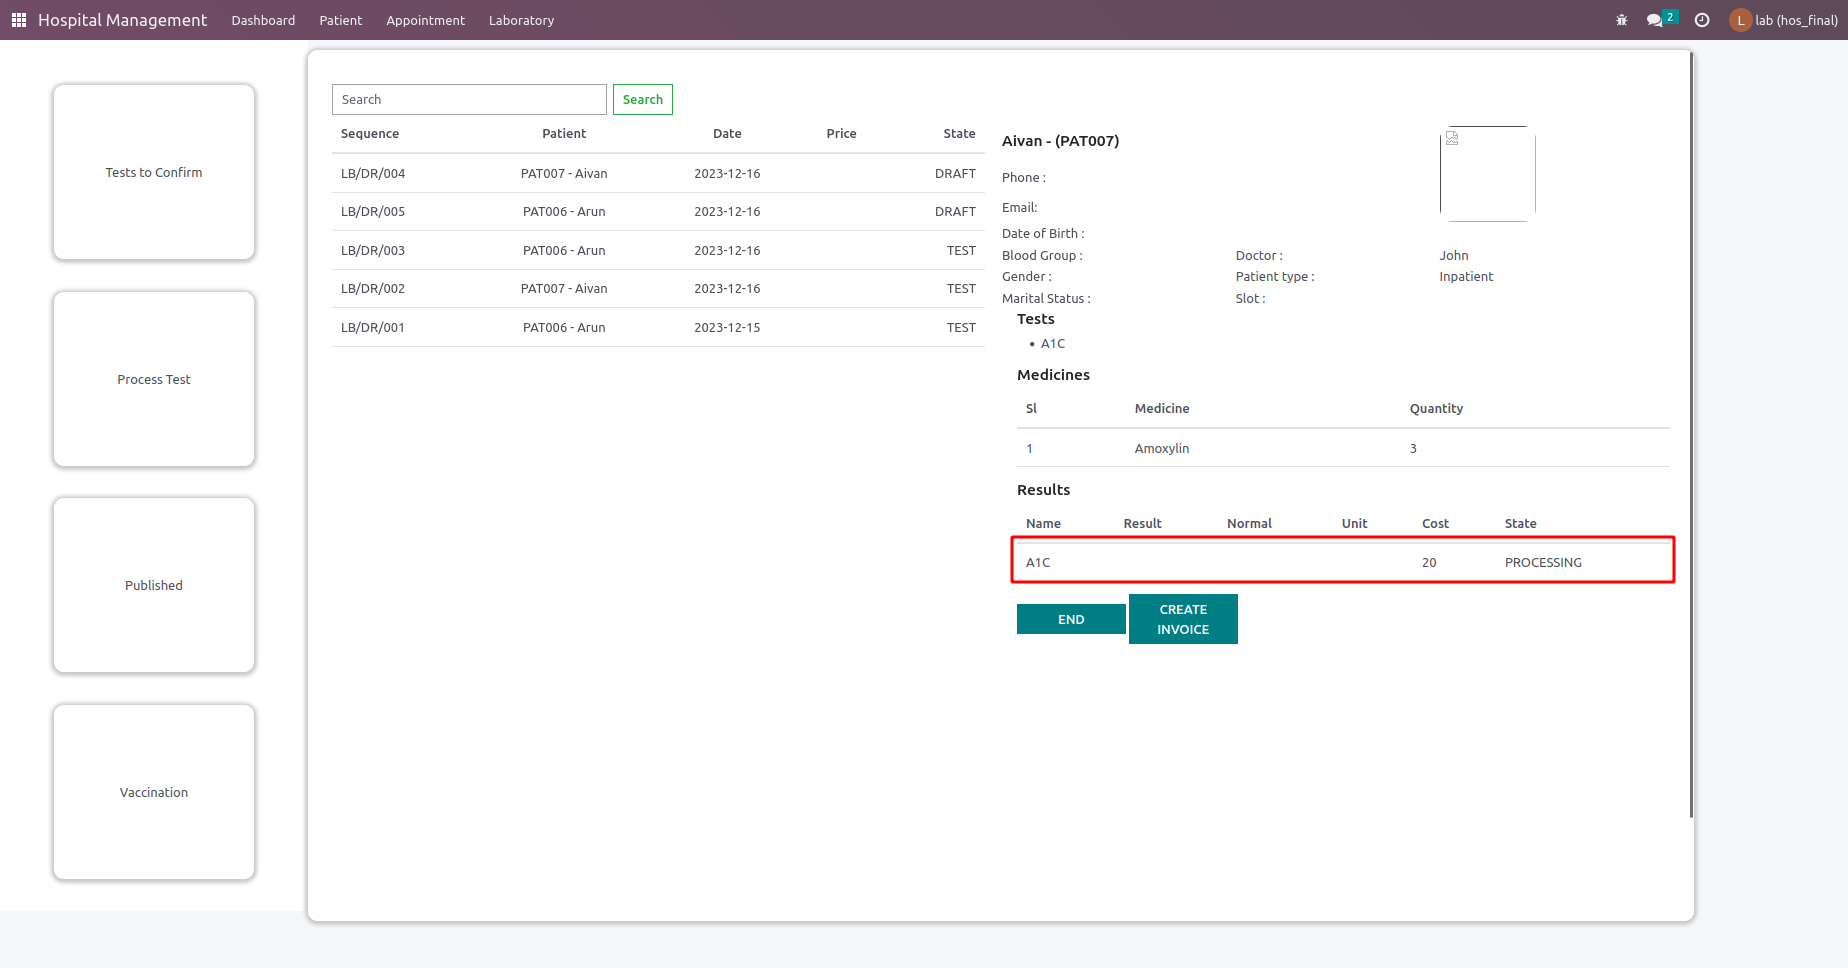 Hospital Management Dashboard Patient Appointment Laboratory 2 L lab (hos_final)
Tests to Confirm
Process Test
Published
Vaccination
Search Search
Sequence Patient Date Price State
LB/DR/004 PAT007 - Aivan 2023-12-16 DRAFT
LB/DR/005 PAT006 - Arun 2023-12-16 DRAFT
LB/DR/003 PAT006 - Arun 2023-12-16 TEST
LB/DR/002 PAT007 - Aivan 2023-12-16 TEST
LB/DR/001 PAT006 - Arun 2023-12-15 TEST
Aivan - (PAT007)
Phone :
Email:
Date of Birth :
Blood Group : Doctor : John
Gender : Patient type : Inpatient
Marital Status : Slot :
Tests
• A1C
Medicines
Sl Medicine Quantity
1 Amoxylin 3
Results
Name Result Normal Unit Cost State
A1C 20 PROCESSING
END
CREATE
INVOICE